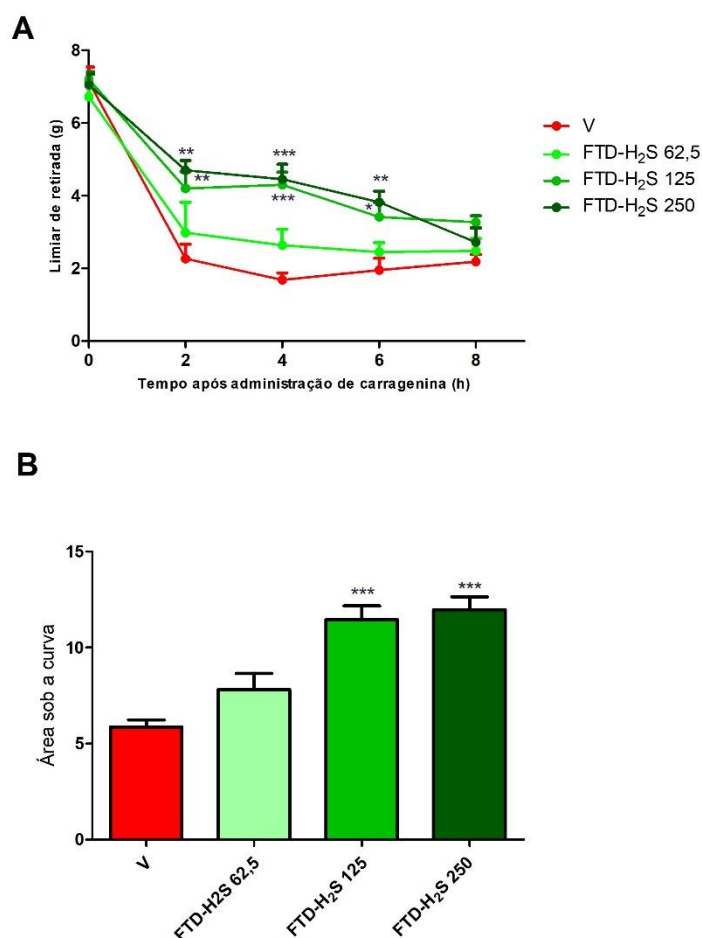 A
Limiar de retirada (g)
8
6
4
2
0
**
**
***
***
**
*
0 2 4 6 8
Tempo após administração de carragenina (h)
V
FTD-H₂S 62,5
FTD-H₂S 125
FTD-H₂S 250
B
Área sob a curva
15
10
5
0
***
***
V
FTD-H2S 62,5
FTD-H₂S 125
FTD-H₂S 250